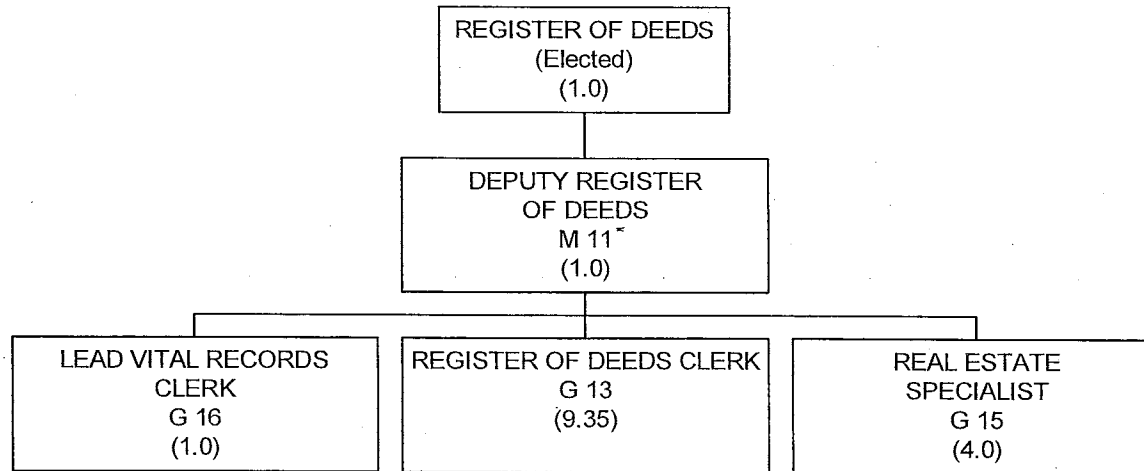 REGISTER OF DEEDS
(Elected)
(1.0)
DEPUTY REGISTER
OF DEEDS
M 11*
(1.0)
LEAD VITAL RECORDS
CLERK
G 16
(1.0)
REGISTER OF DEEDS CLERK
G 13
(9.35)
REAL ESTATE
SPECIALIST
G 15
(4.0)